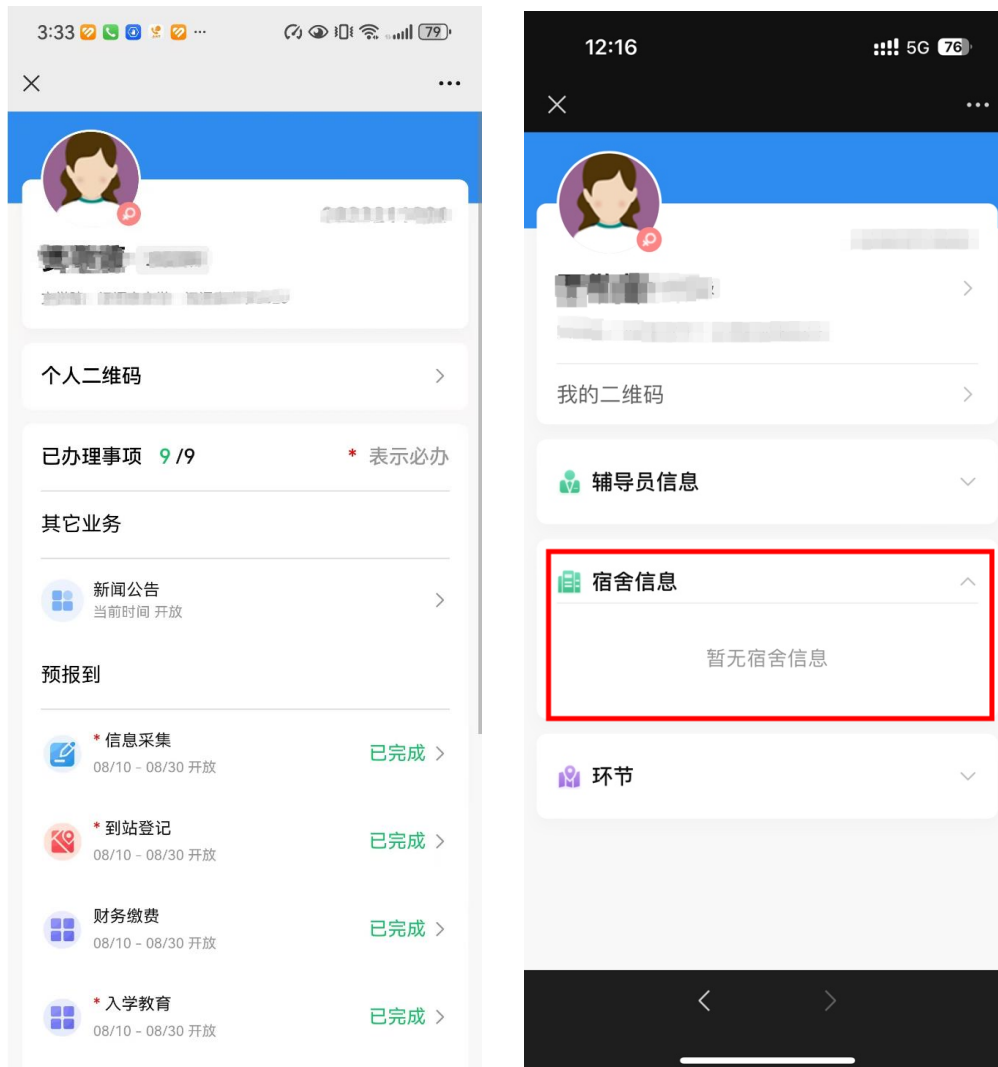 3:33
79
个人二维码
已办理事项 9/9 * 表示必办
其它业务
新闻公告
当前时间 开放
预报到
* 信息采集
08/10 - 08/30 开放
已完成
* 到站登记
08/10 - 08/30 开放
已完成
财务缴费
08/10 - 08/30 开放
已完成
* 入学教育
08/10 - 08/30 开放
已完成
12:16
5G 76
我的二维码
辅导员信息
宿舍信息
暂无宿舍信息
环节